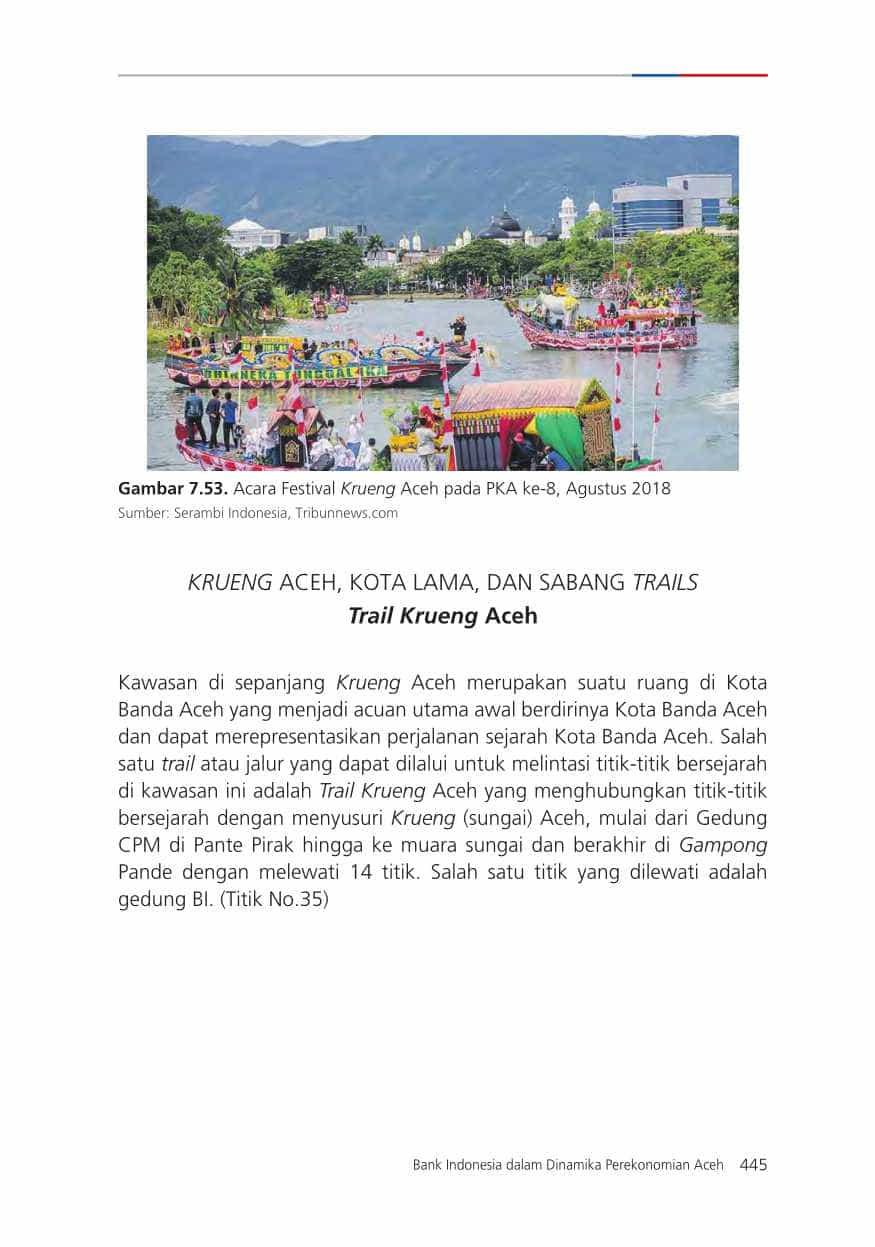 BHINNEKA TUNGGAL IKA
Gambar 7.53. Acara Festival Krueng Aceh pada PKA ke-8, Agustus 2018
Sumber: Serambi Indonesia, Tribunnews.com
KRUENG ACEH, KOTA LAMA, DAN SABANG TRAILS
Trail Krueng Aceh
Kawasan di sepanjang Krueng Aceh merupakan suatu ruang di Kota
Banda Aceh yang menjadi acuan utama awal berdirinya Kota Banda Aceh
dan dapat merepresentasikan perjalanan sejarah Kota Banda Aceh. Salah
satu trail atau jalur yang dapat dilalui untuk melintasi titik-titik bersejarah
di kawasan ini adalah Trail Krueng Aceh yang menghubungkan titik-titik
bersejarah dengan menyusuri Krueng (sungai) Aceh, mulai dari Gedung
CPM di Pante Pirak hingga ke muara sungai dan berakhir di Gampong
Pande dengan melewati 14 titik. Salah satu titik yang dilewati adalah
gedung BI. (Titik No.35)
Bank Indonesia dalam Dinamika Perekonomian Aceh 445